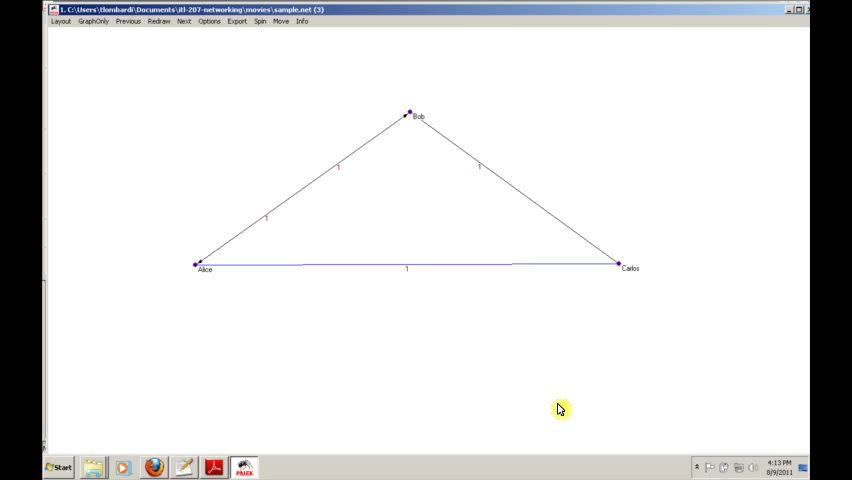 1. C:\Users\tlombardi\Documents\itl-207-networking\movies\sample.net (3)
Layout GraphOnly Previous Redraw Next Options Export Spin Move Info
Bob
1
1
1
Alice
1
Carlos
Start
PAJEK
4:13 PM
8/9/2011